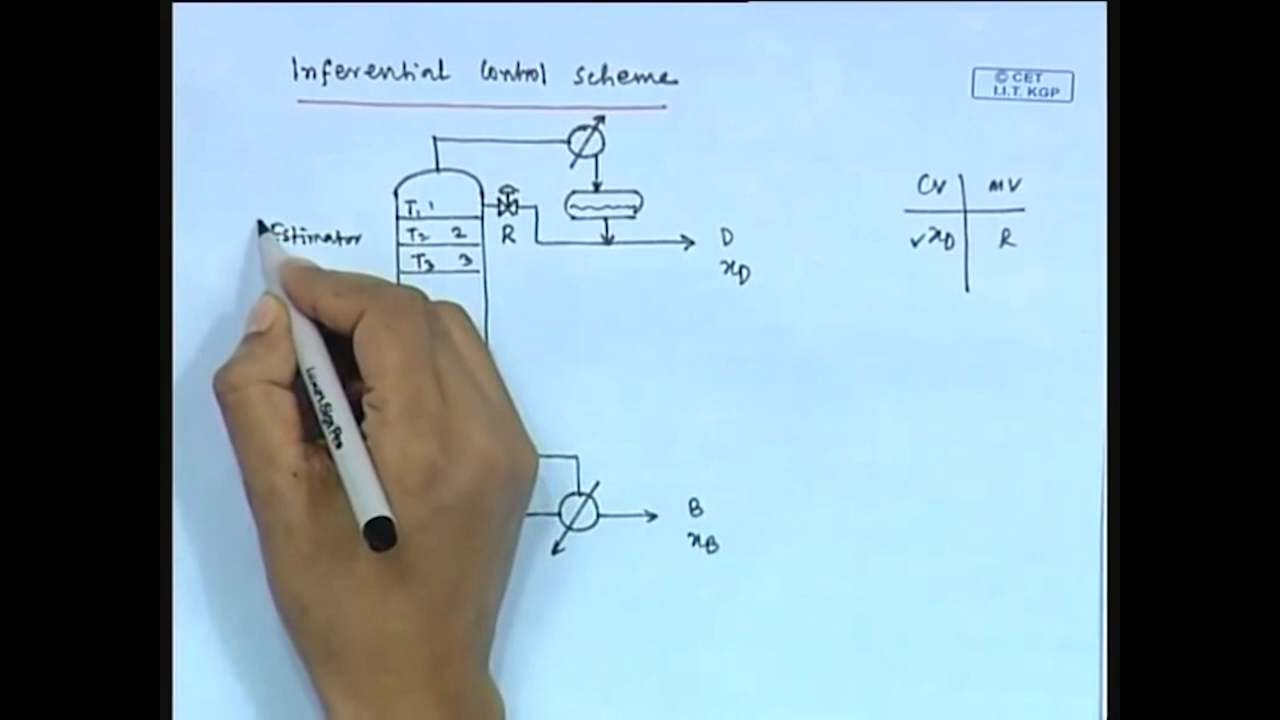 Inferential Control Scheme
© CET
I.I.T. KGP
CV MV
xD R
T1 1
T2 2
T3 3
Estimator
R
D
xD
B
xB